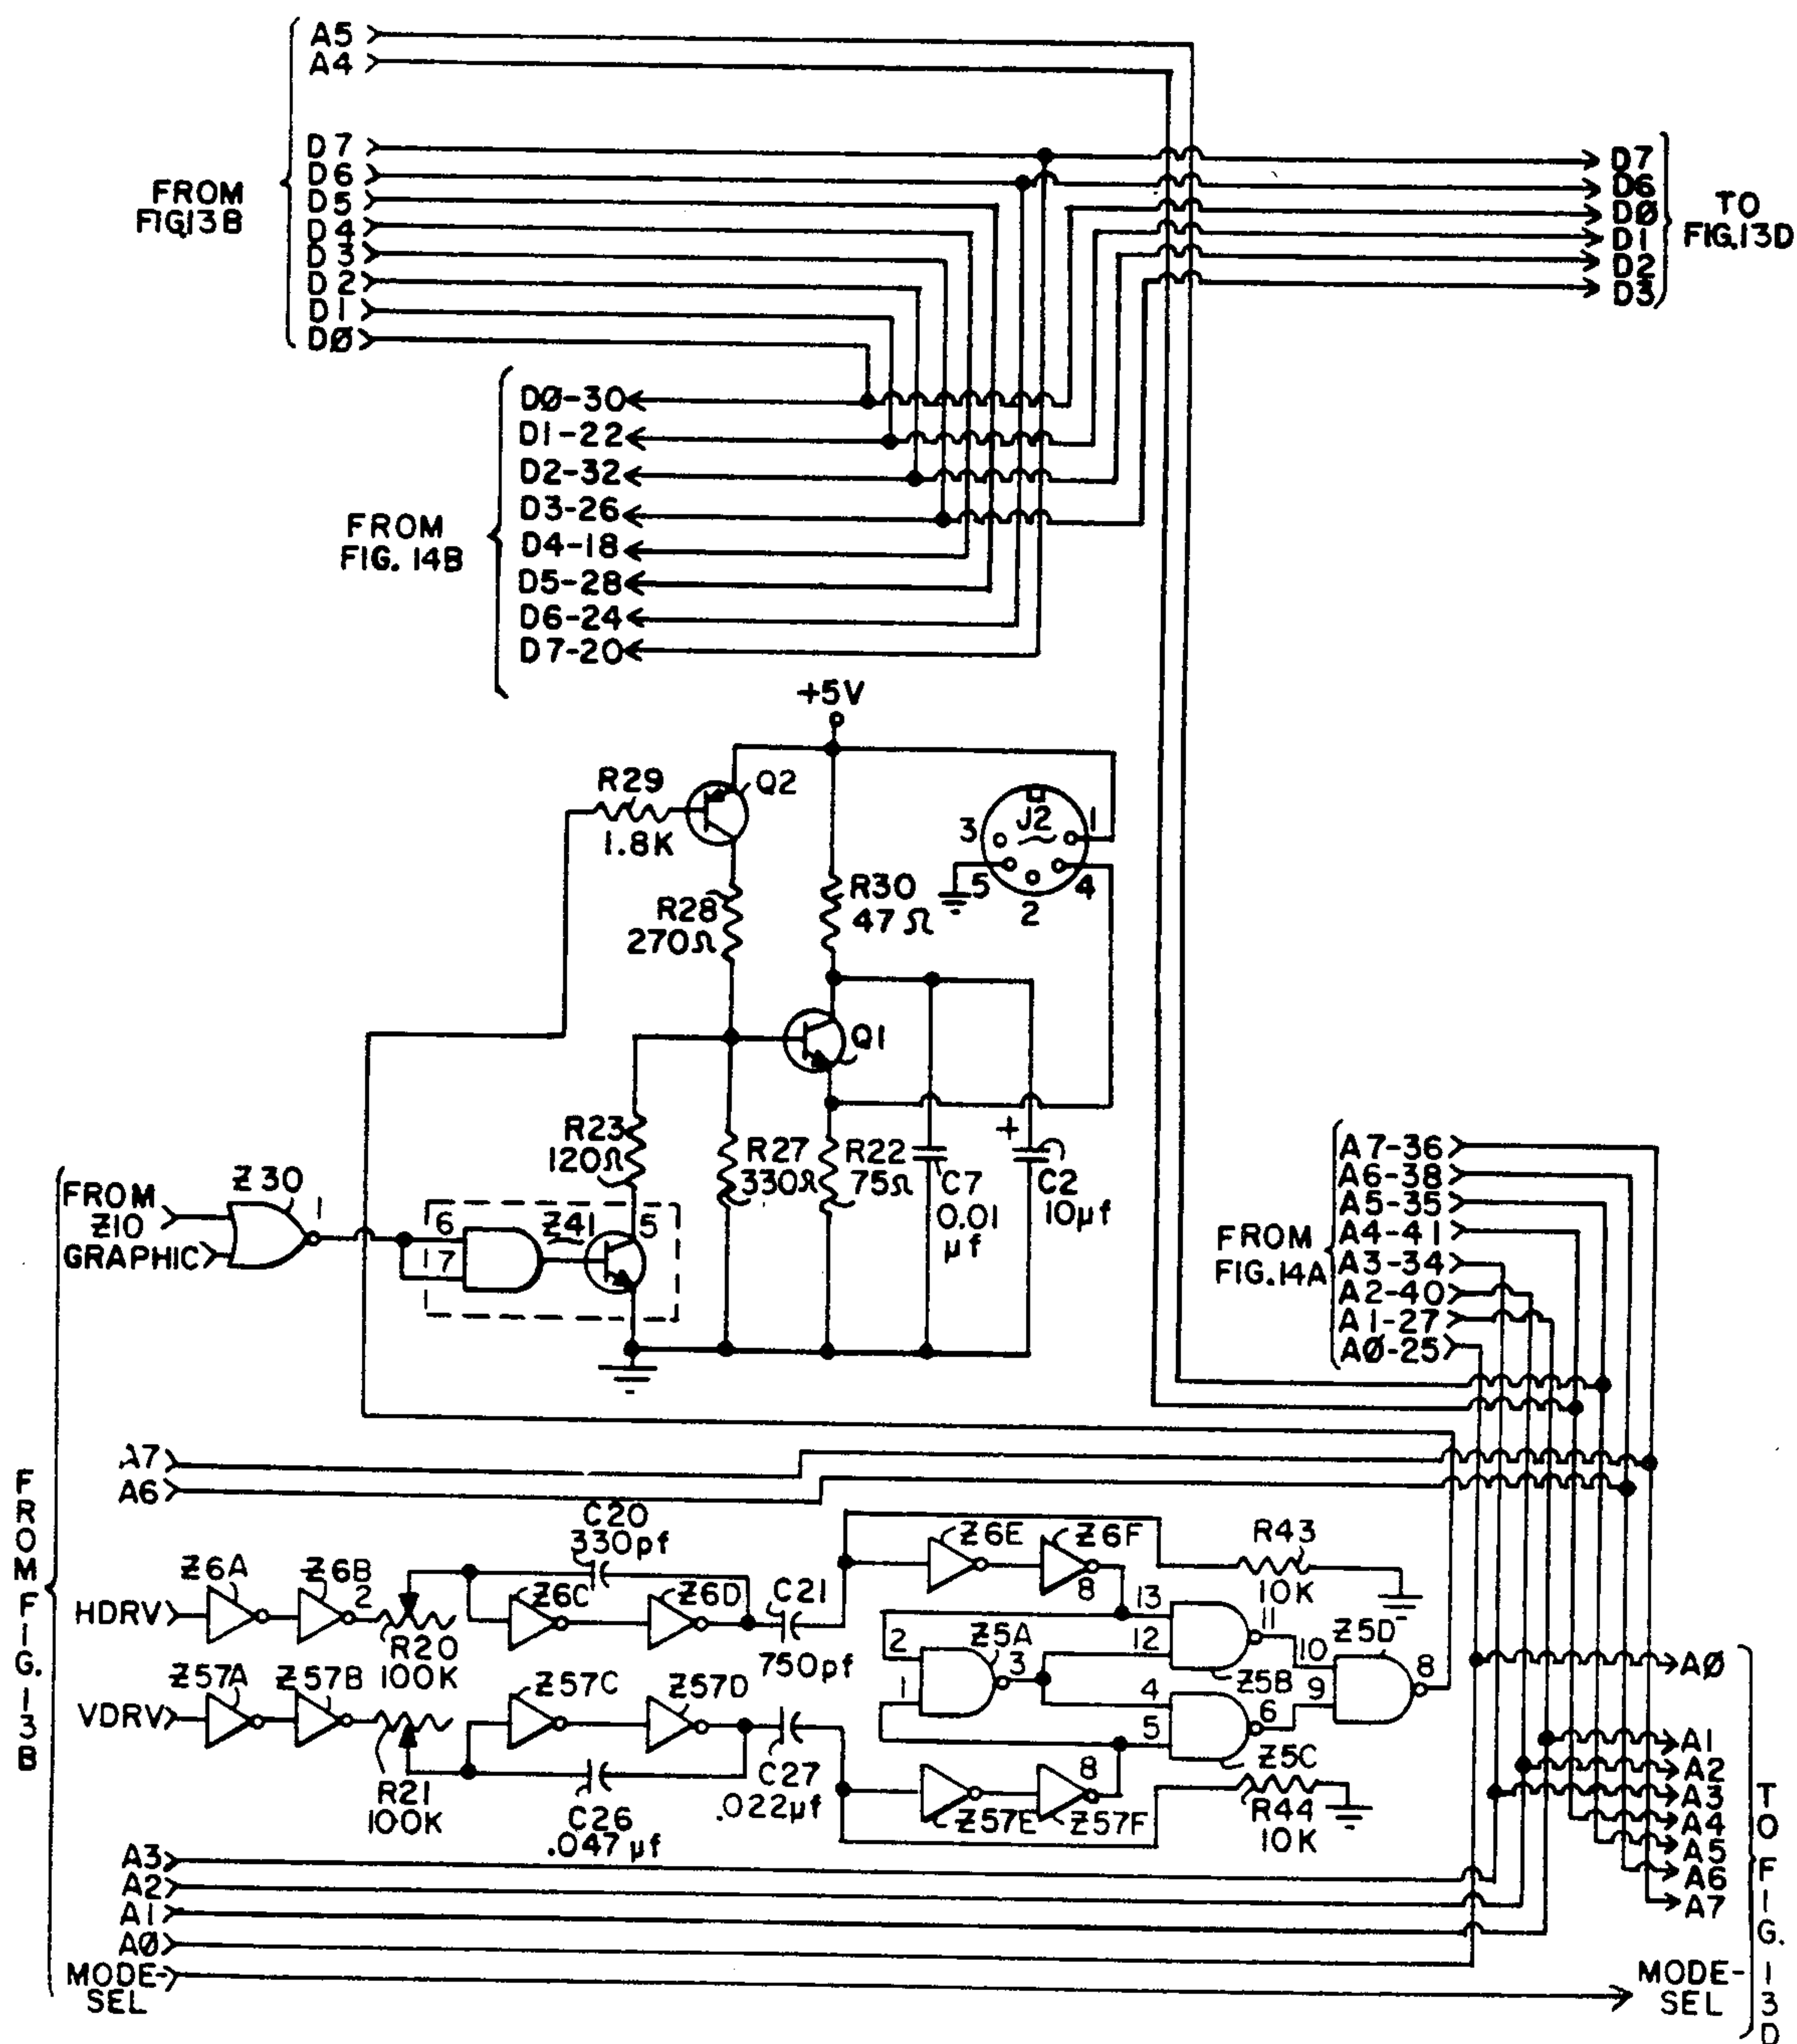 A5
A4
D7
D6
D5
D4
D3
D2
D1
DØ
FROM
FIG13B
D7
D6
DØ
D1
D2
D3
TO
FIG.13D
DØ-30
D1-22
D2-32
D3-26
D4-18
D5-28
D6-24
D7-20
FROM
FIG. 14B
+5V
R29
1.8K
Q2
J2
3
1
5
4
2
R28
270Ω
R30
47Ω
Q1
R23
120Ω
R27
330Ω
R22
75Ω
C7
0.01
μf
+
C2
10μf
FROM
Z10
GRAPHIC
Z30
1
6
7
Z41
5
A7-36
A6-38
A5-35
A4-41
A3-34
A2-40
A1-27
AØ-25
FROM
FIG.14A
FROM FIG. 13B
A7
A6
C20
330pf
Z6A
Z6B
2
HDRV
R20
100K
Z6C
Z6D
C21
750pf
Z6E
Z6F
8
R43
10K
13
12
11
Z5B
2
1
Z5A
3
10
9
Z5D
8
Z57A
Z57B
VDRV
R21
100K
Z57C
Z57D
C26
.047μf
C27
.022μf
4
5
6
Z5C
8
Z57E
Z57F
R44
10K
AØ
A1
A2
A3
A4
A5
A6
A7
TO FIG. 13D
A3
A2
A1
AØ
MODE-
SEL
MODE-
SEL